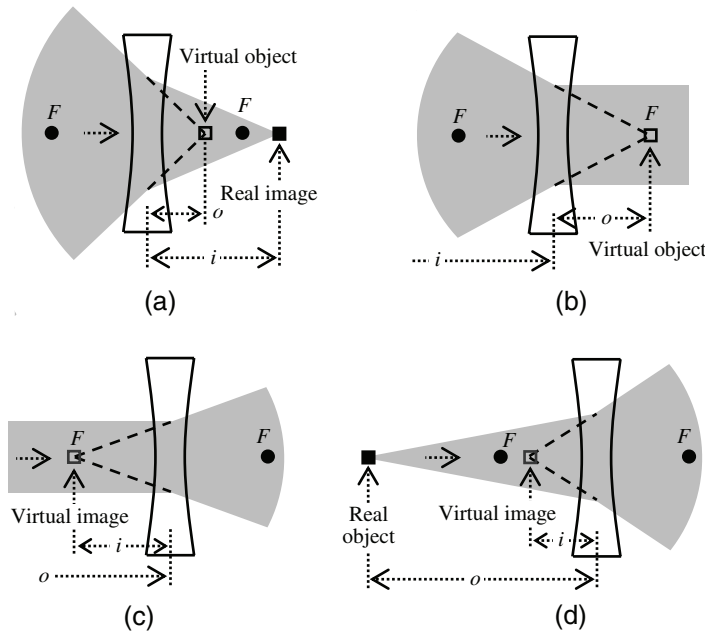 Virtual object
F
F
Real image
o
i
(a)
F
F
o
Virtual object
i
(b)
F
F
Virtual image
i
o
(c)
F
F
Real
object
Virtual image
i
o
(d)